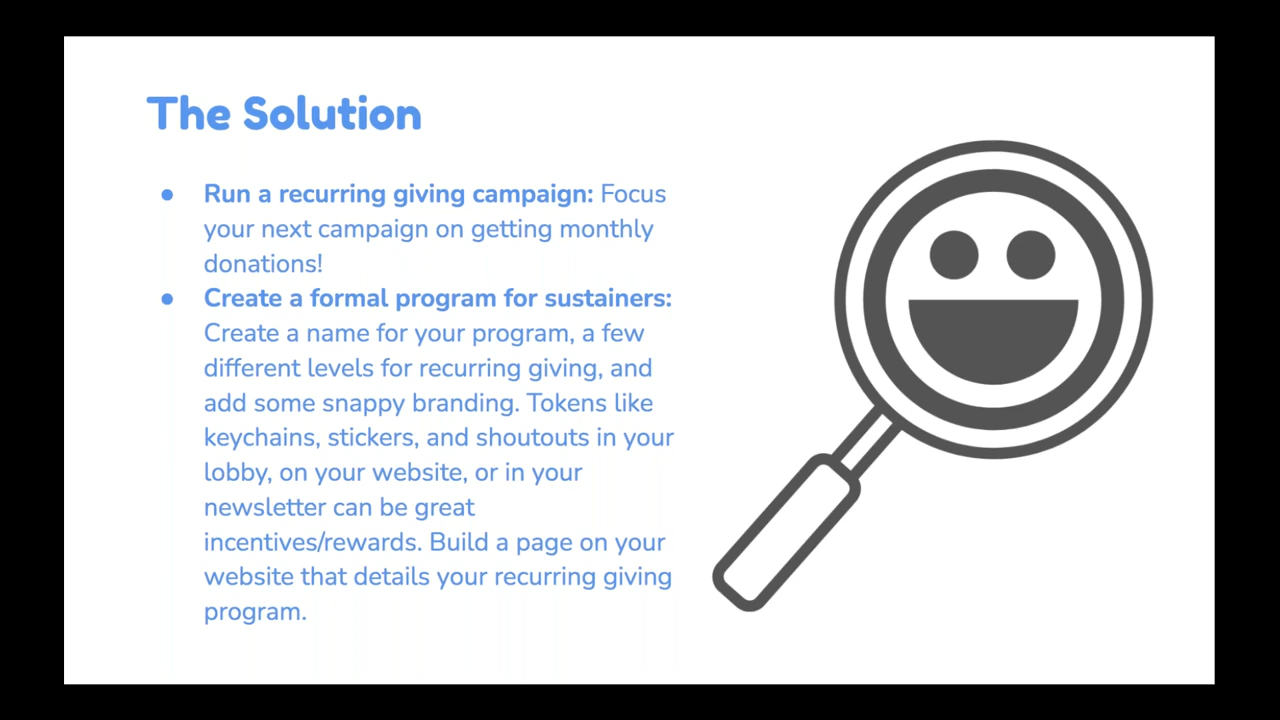 The Solution
● Run a recurring giving campaign: Focus
your next campaign on getting monthly
donations!
● Create a formal program for sustainers:
Create a name for your program, a few
different levels for recurring giving, and
add some snappy branding. Tokens like
keychains, stickers, and shoutouts in your
lobby, on your website, or in your
newsletter can be great
incentives/rewards. Build a page on your
website that details your recurring giving
program.